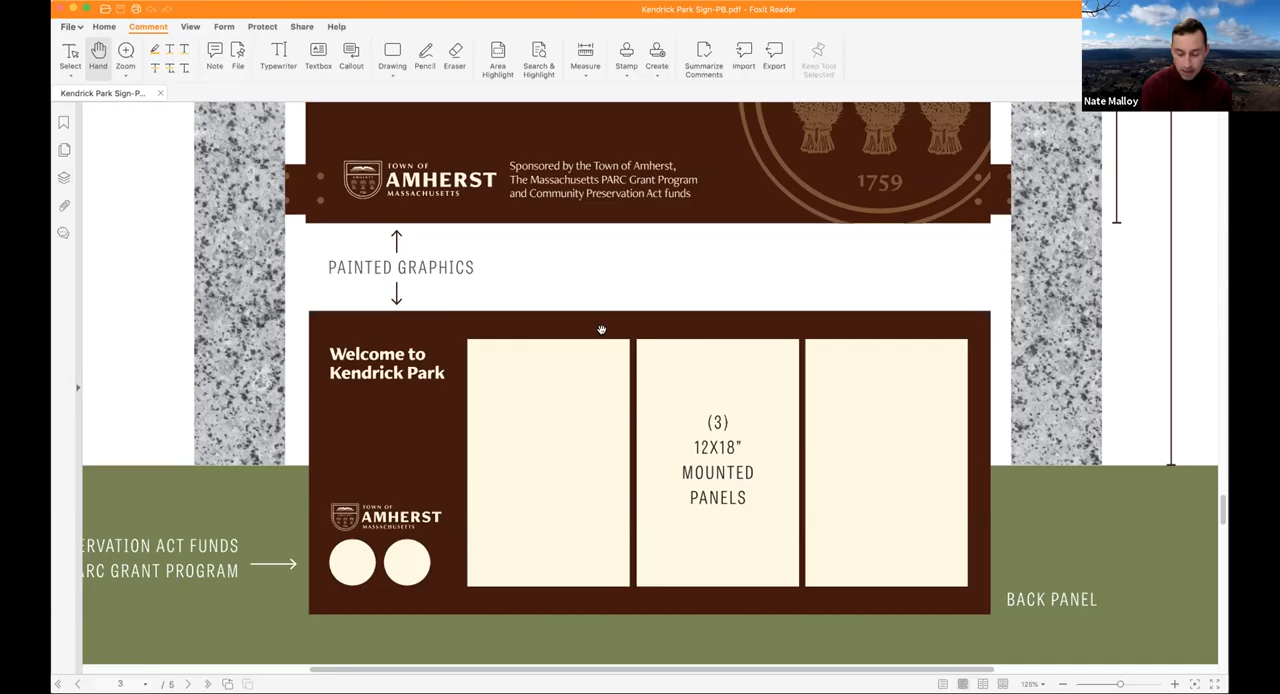 Kendrick Park Sign-PB.pdf - Foxit Reader
File Home Comment View Form Protect Share Help
Select Hand Zoom Note File Typewriter Textbox Callout Drawing Pencil Eraser Area Highlight Search & Highlight Measure Stamp Create Summarize Comments Import Export Keep Tool Selected
Nate Malloy
Kendrick Park Sign-P...
TOWN OF
AMHERST
MASSACHUSETTS
Sponsored by the Town of Amherst,
The Massachusetts PARC Grant Program
and Community Preservation Act funds
1759
PAINTED GRAPHICS
Welcome to
Kendrick Park
(3)
12X18”
MOUNTED
PANELS
TOWN OF
AMHERST
MASSACHUSETTS
ERVATION ACT FUNDS
ARC GRANT PROGRAM
BACK PANEL
3 / 5
125%